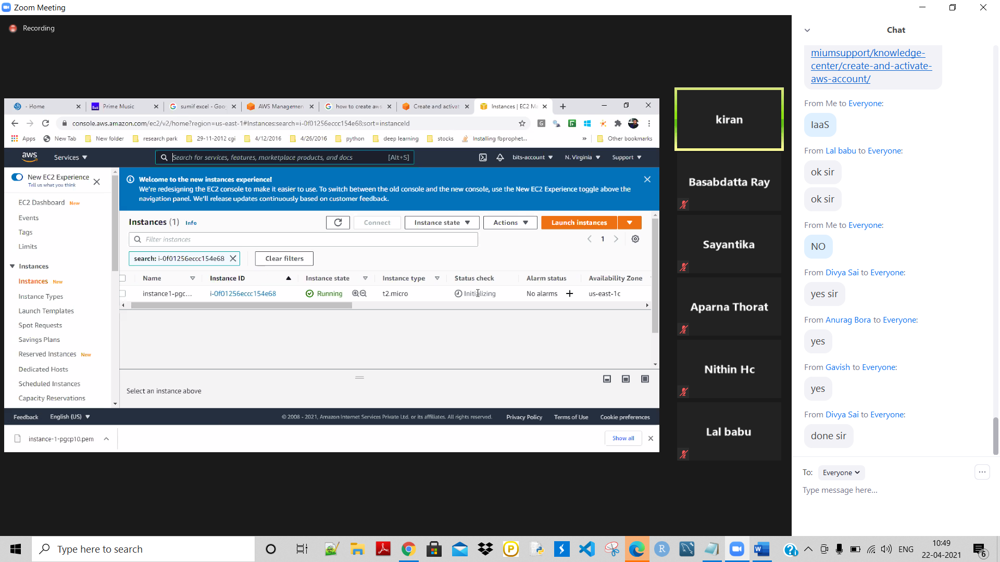 Zoom Meeting
Recording
- Home
Prime Music
sumif excel - Goo
AWS Managemen
how to create aws
Create and activat
Instances | EC2 Ma
console.aws.amazon.com/ec2/v2/home?region=us-east-1#Instances:search=i-0f01256eccc154e68;sort=instanceId
Apps
New Tab
New folder
research park
29-11-2012 cgi
4/12/2016
4/26/2016
python
deep learning
stocks
Installing fbprophet...
»
Other bookmarks
aws
Services
Search for services, features, marketplace products, and docs
[Alt+S]
bits-account
N. Virginia
Support
New EC2 Experience
Tell us what you think
EC2 Dashboard New
Events
Tags
Limits
Instances
Instances New
Instance Types
Launch Templates
Spot Requests
Savings Plans
Reserved Instances New
Dedicated Hosts
Scheduled Instances
Capacity Reservations
Welcome to the new instances experience!
We're redesigning the EC2 console to make it easier to use. To switch between the old console and the new console, use the New EC2 Experience toggle above the
navigation panel. We'll release updates continuously based on customer feedback.
Instances (1) Info
Connect
Instance state
Actions
Launch instances
Filter instances
1
search: i-0f01256eccc154e68
Clear filters
Name
Instance ID
Instance state
Instance type
Status check
Alarm status
Availability Zone
instance1-pgc...
i-0f01256eccc154e68
Running
t2.micro
Initializing
No alarms
us-east-1c
Select an instance above
Feedback
English (US)
© 2008 - 2021, Amazon Internet Services Private Ltd. or its affiliates. All rights reserved.
Privacy Policy
Terms of Use
Cookie preferences
instance-1-pgcp10.pem
Show all
kiran
Basabdatta Ray
Sayantika
Aparna Thorat
Nithin Hc
Lal babu
Chat
miumsupport/knowledge-
center/create-and-activate-
aws-account/
From Me to Everyone:
IaaS
From Lal babu to Everyone:
ok sir
ok sir
From Me to Everyone:
NO
From Divya Sai to Everyone:
yes sir
From Anurag Bora to Everyone:
yes
From Gavish to Everyone:
yes
From Divya Sai to Everyone:
done sir
To: Everyone
Type message here...
Type here to search
ENG
10:49
22-04-2021
6